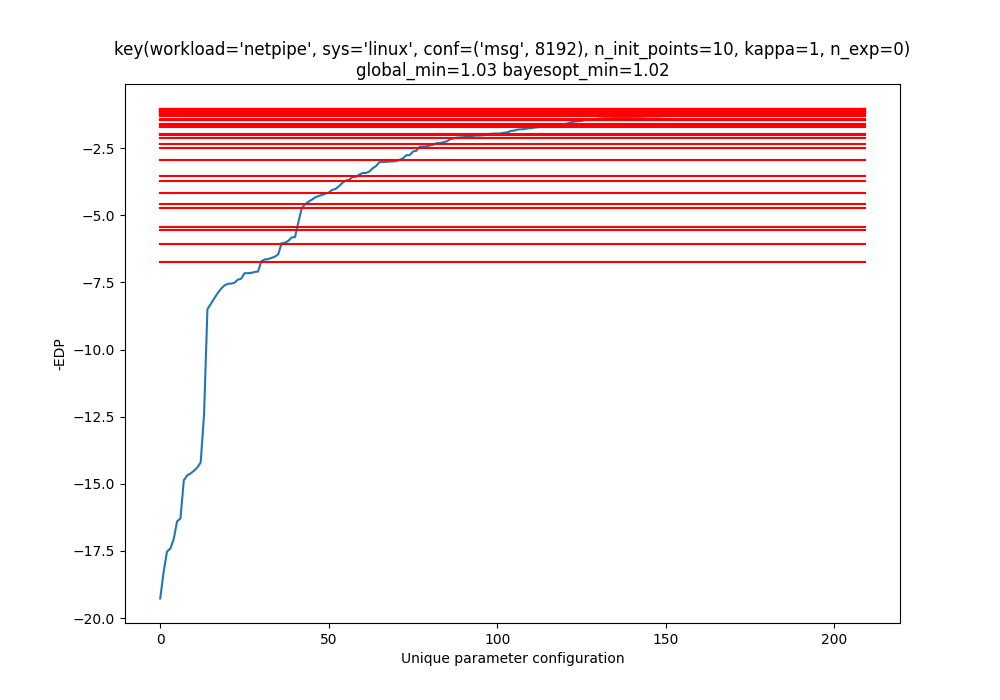 key(workload='netpipe', sys='linux', conf=('msg', 8192), n_init_points=10, kappa=1, n_exp=0)
global_min=1.03 bayesopt_min=1.02
-EDP
−2.5
−5.0
−7.5
−10.0
−12.5
−15.0
−17.5
−20.0
0 50 100 150 200
Unique parameter configuration